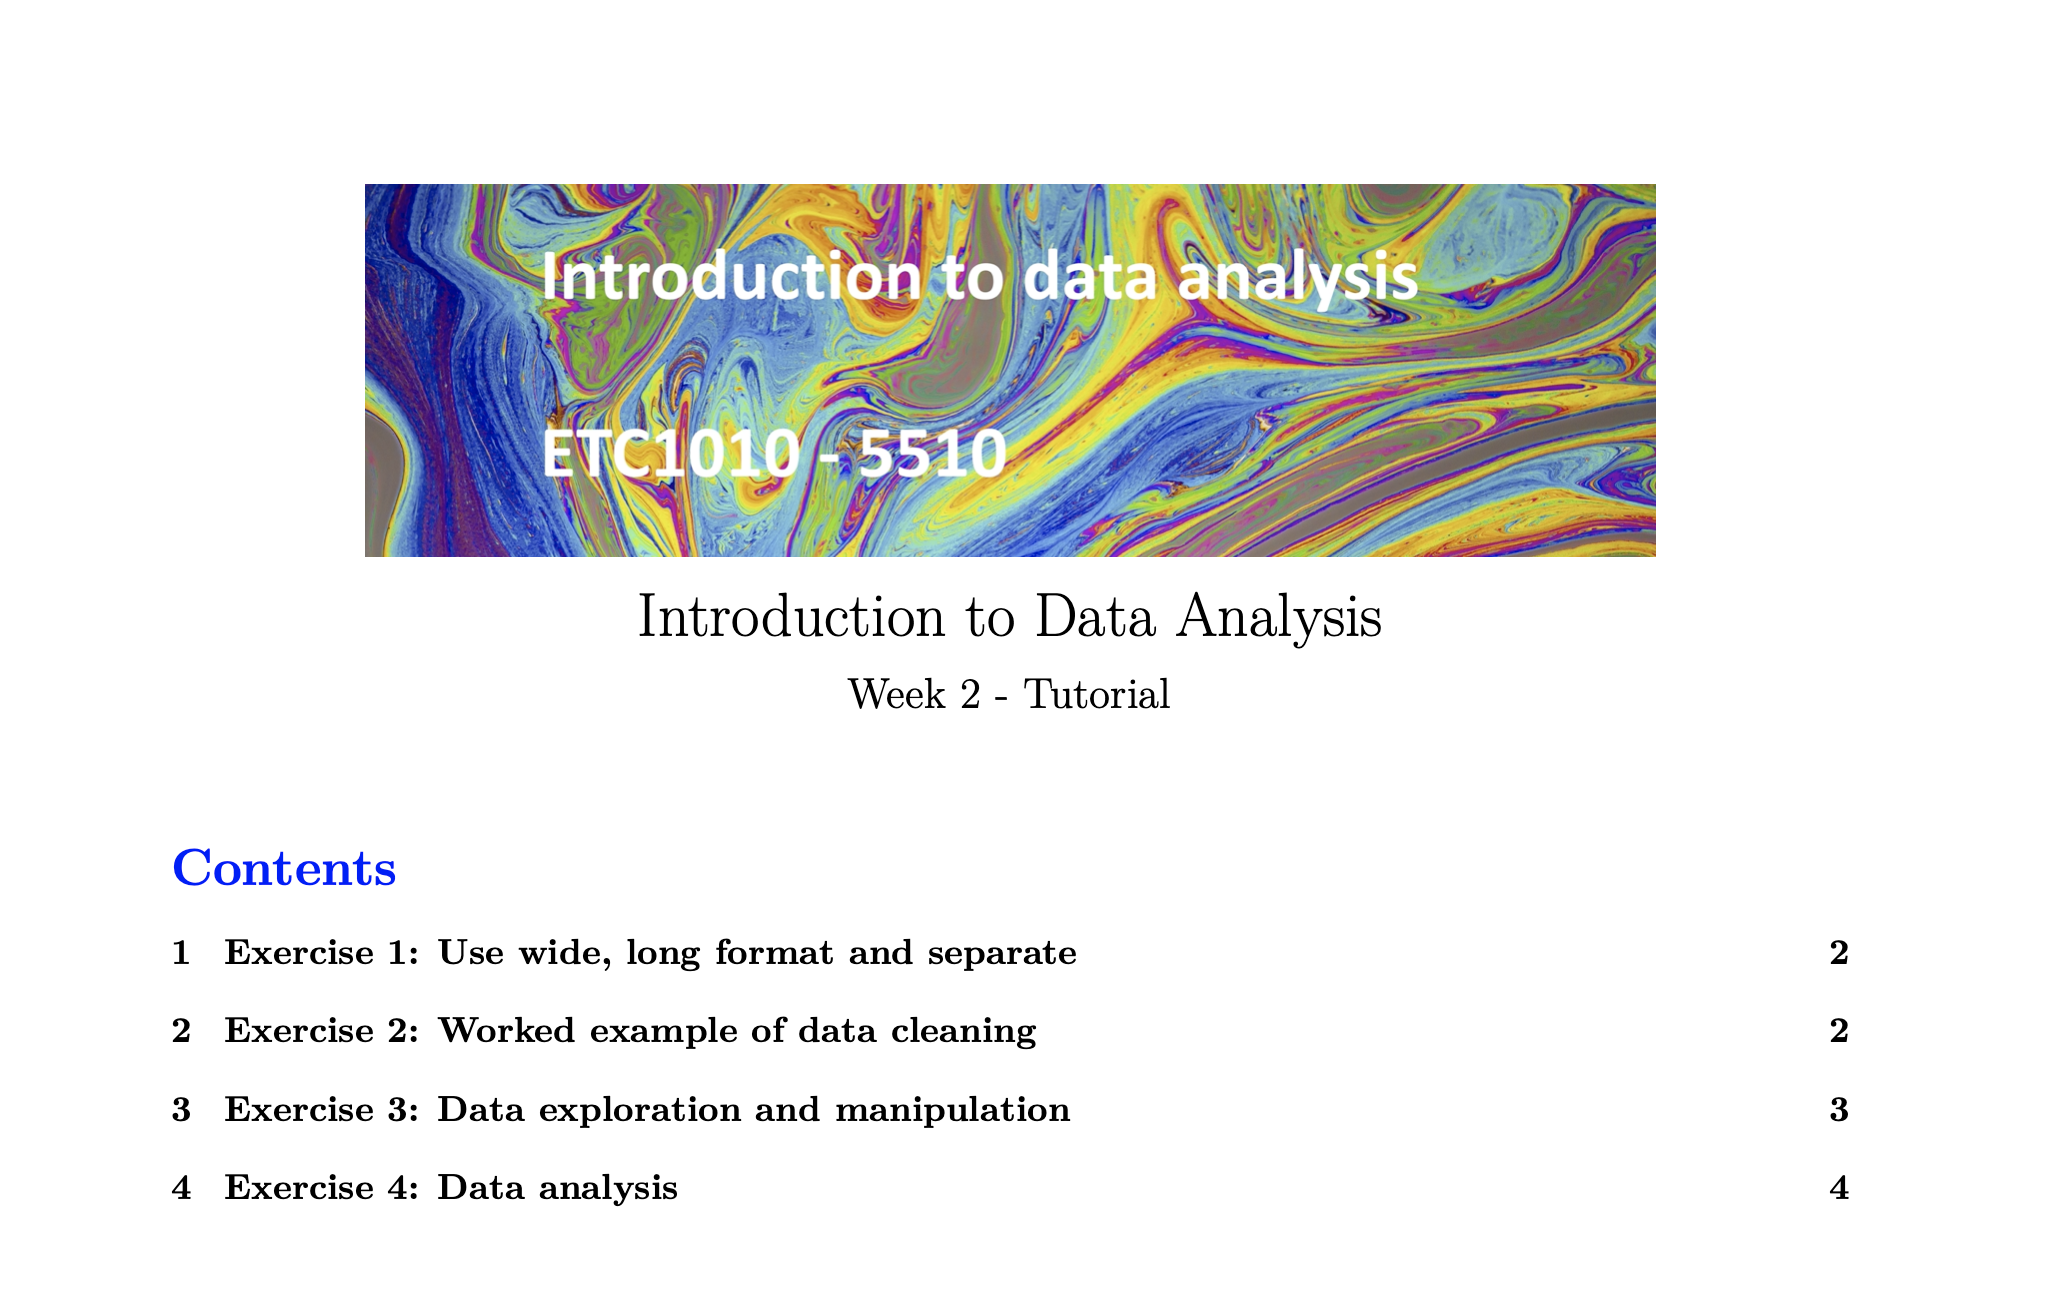 Introduction to data analysis
ETC1010 - 5510
Introduction to Data Analysis
Week 2 - Tutorial
Contents
1 Exercise 1: Use wide, long format and separate 2
2 Exercise 2: Worked example of data cleaning 2
3 Exercise 3: Data exploration and manipulation 3
4 Exercise 4: Data analysis 4